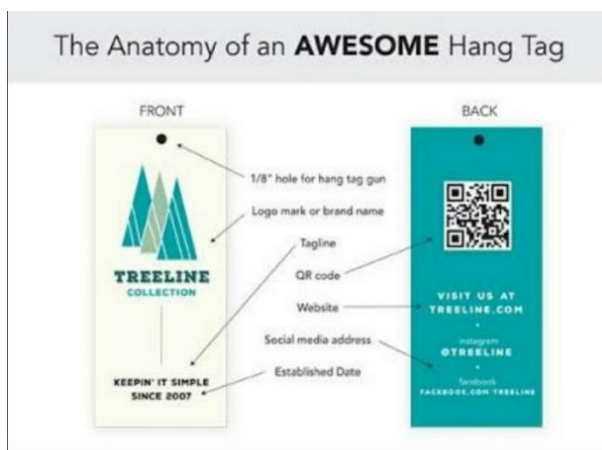 The Anatomy of an AWESOME Hang Tag
FRONT
BACK
1/8" hole for hang tag gun
Logo mark or brand name
Tagline
QR code
Website
Social media address
Established Date
TREELINE
COLLECTION
KEEPIN' IT SIMPLE
SINCE 2007
VISIT US AT
TREELINE.COM
instagram
@TREELINE
facebook
FACEBOOK.COM/TREELINE